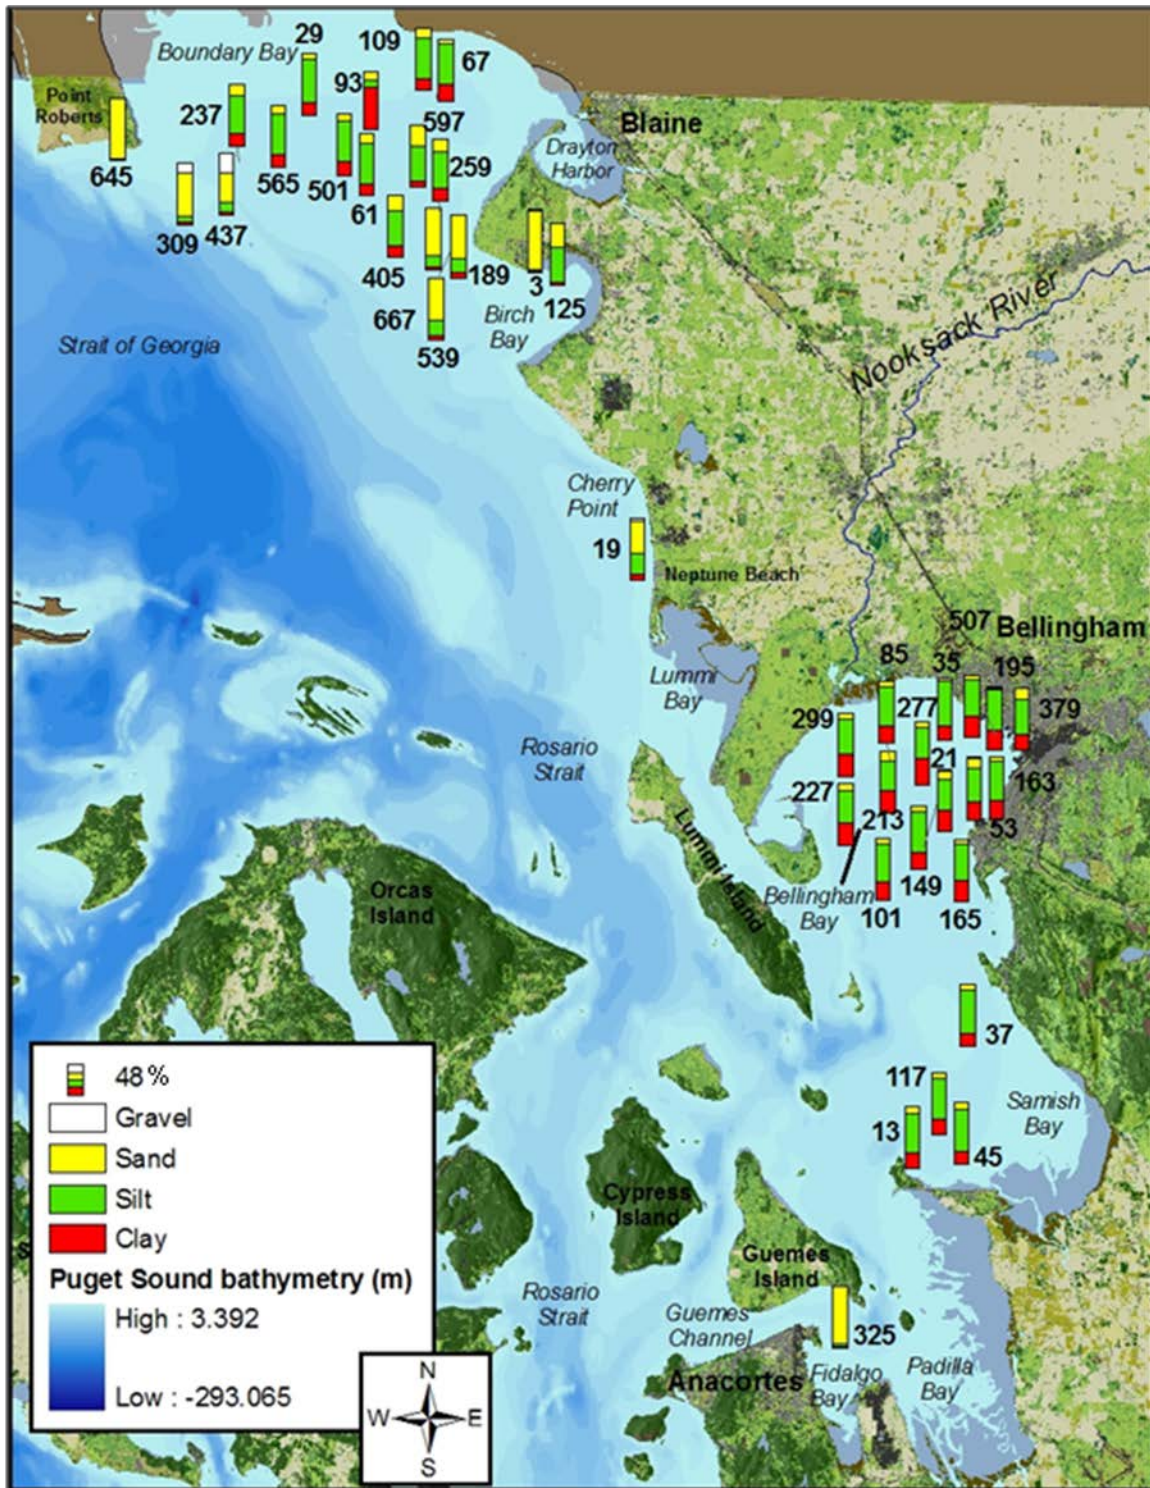 29
109
67
Boundary Bay
93
Point
Roberts
237
597
Blaine
Drayton
Harbor
645
565
501
259
61
309
437
405
189
3
125
667
Birch
Bay
539
Strait of Georgia
Nooksack River
Cherry
Point
19
Neptune Beach
507
Bellingham
85
35
195
Lummi
Bay
299
277
379
Rosario
Strait
21
163
227
213
53
Lummi Island
Orcas
Island
149
Bellingham
Bay
101
165
37
117
Samish
Bay
13
45
Cypress
Island
Guemes
Island
Rosario
Strait
Guemes
Channel
325
Anacortes
Fidalgo
Bay
Padilla
Bay
48%
Gravel
Sand
Silt
Clay
S
Puget Sound bathymetry (m)
High : 3.392
Low : -293.065
N
W E
S